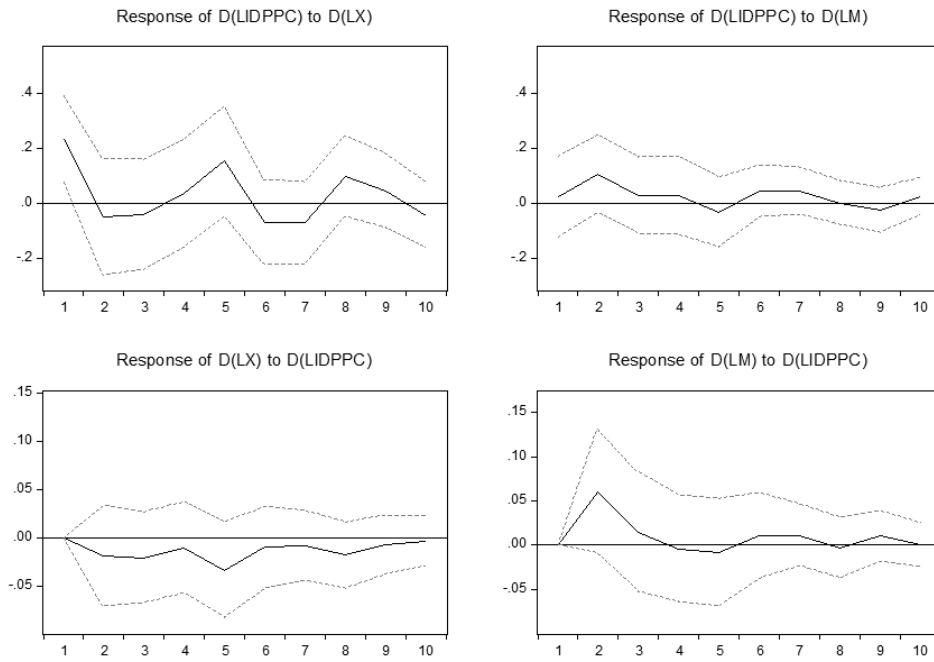 Response of D(LIDPPC) to D(LX)
.4
.2
.0
-.2
1 2 3 4 5 6 7 8 9 10
Response of D(LIDPPC) to D(LM)
.4
.2
.0
-.2
1 2 3 4 5 6 7 8 9 10
Response of D(LX) to D(LIDPPC)
.15
.10
.05
.00
-.05
1 2 3 4 5 6 7 8 9 10
Response of D(LM) to D(LIDPPC)
.15
.10
.05
.00
-.05
1 2 3 4 5 6 7 8 9 10